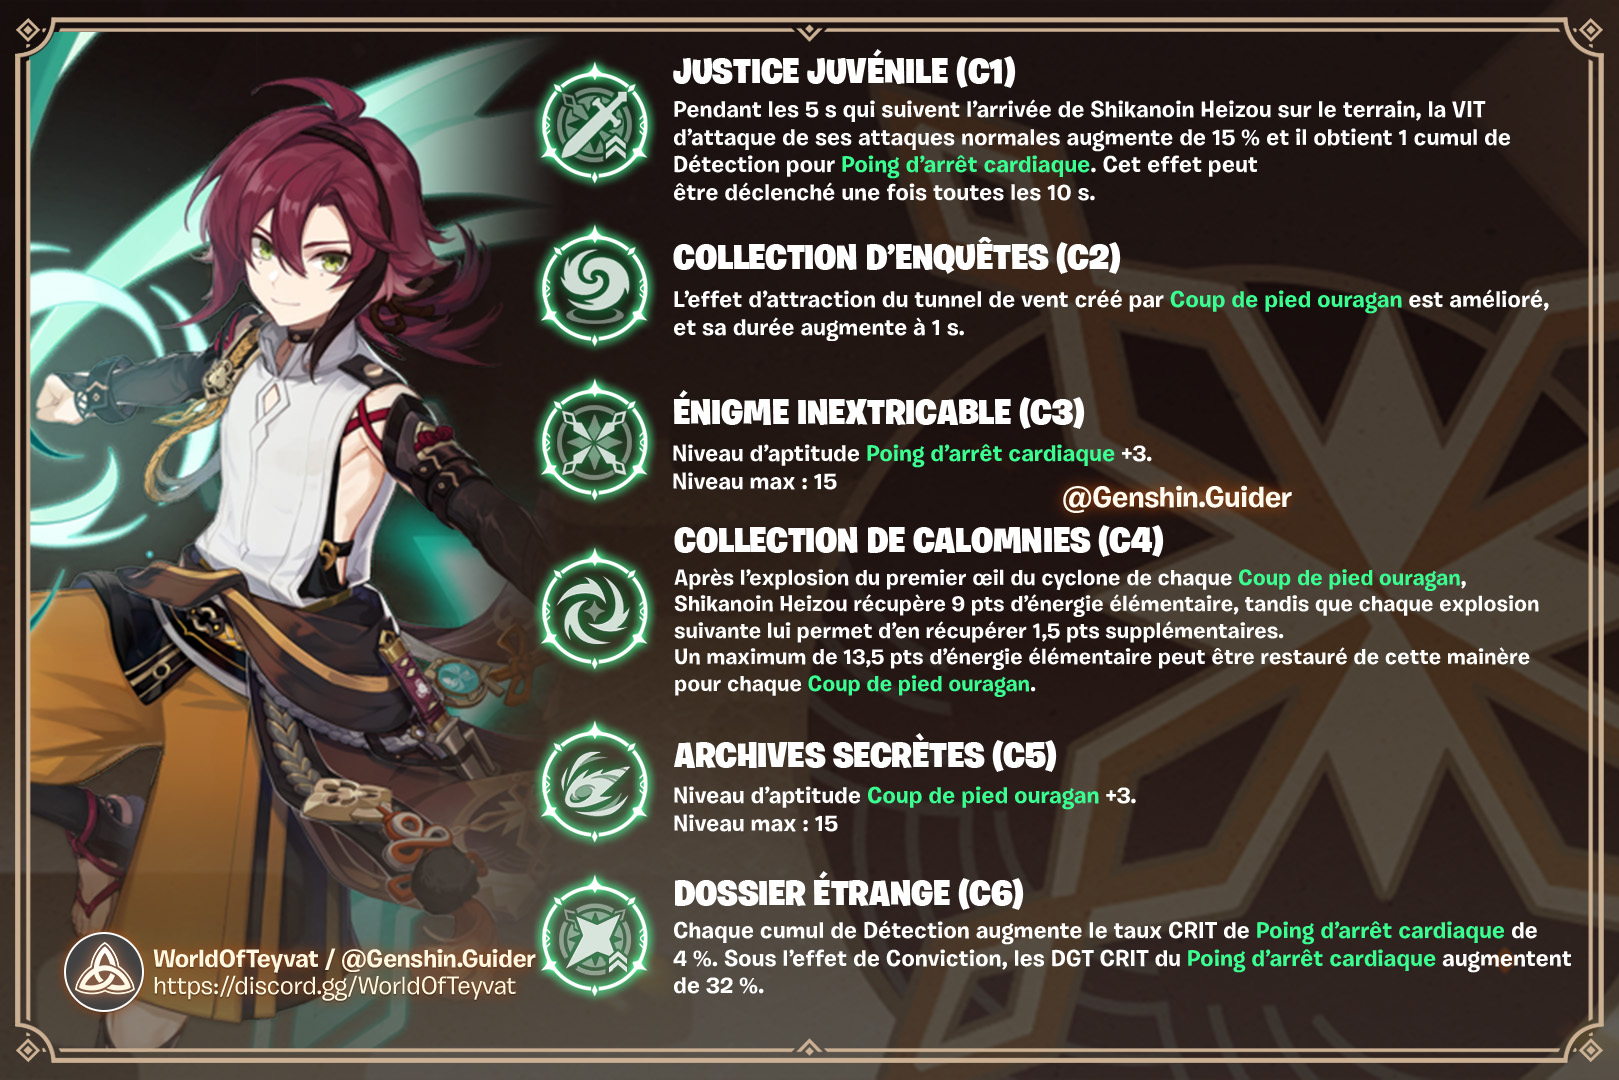 JUSTICE JUVÉNILE (C1)
Pendant les 5 s qui suivent l'arrivée de Shikanoin Heizou sur le terrain, la VIT
d'attaque de ses attaques normales augmente de 15 % et il obtient 1 cumul de
Détection pour Poing d'arrêt cardiaque. Cet effet peut
être déclenché une fois toutes les 10 s.
COLLECTION D'ENQUÊTES (C2)
L'effet d'attraction du tunnel de vent créé par Coup de pied ouragan est amélioré,
et sa durée augmente à 1 s.
ÉNIGME INEXTRICABLE (C3)
Niveau d'aptitude Poing d'arrêt cardiaque +3.
Niveau max : 15
@Genshin.Guider
COLLECTION DE CALOMNIES (C4)
Après l'explosion du premier œil du cyclone de chaque Coup de pied ouragan,
Shikanoin Heizou récupère 9 pts d'énergie élémentaire, tandis que chaque explosion
suivante lui permet d'en récupérer 1,5 pts supplémentaires.
Un maximum de 13,5 pts d'énergie élémentaire peut être restauré de cette mainère
pour chaque Coup de pied ouragan.
ARCHIVES SECRÈTES (C5)
Niveau d'aptitude Coup de pied ouragan +3.
Niveau max : 15
DOSSIER ÉTRANGE (C6)
Chaque cumul de Détection augmente le taux CRIT de Poing d'arrêt cardiaque de
4 %. Sous l'effet de Conviction, les DGT CRIT du Poing d'arrêt cardiaque augmentent
de 32 %.
WorldOfTeyvat / @Genshin.Guider
https://discord.gg/WorldOfTeyvat